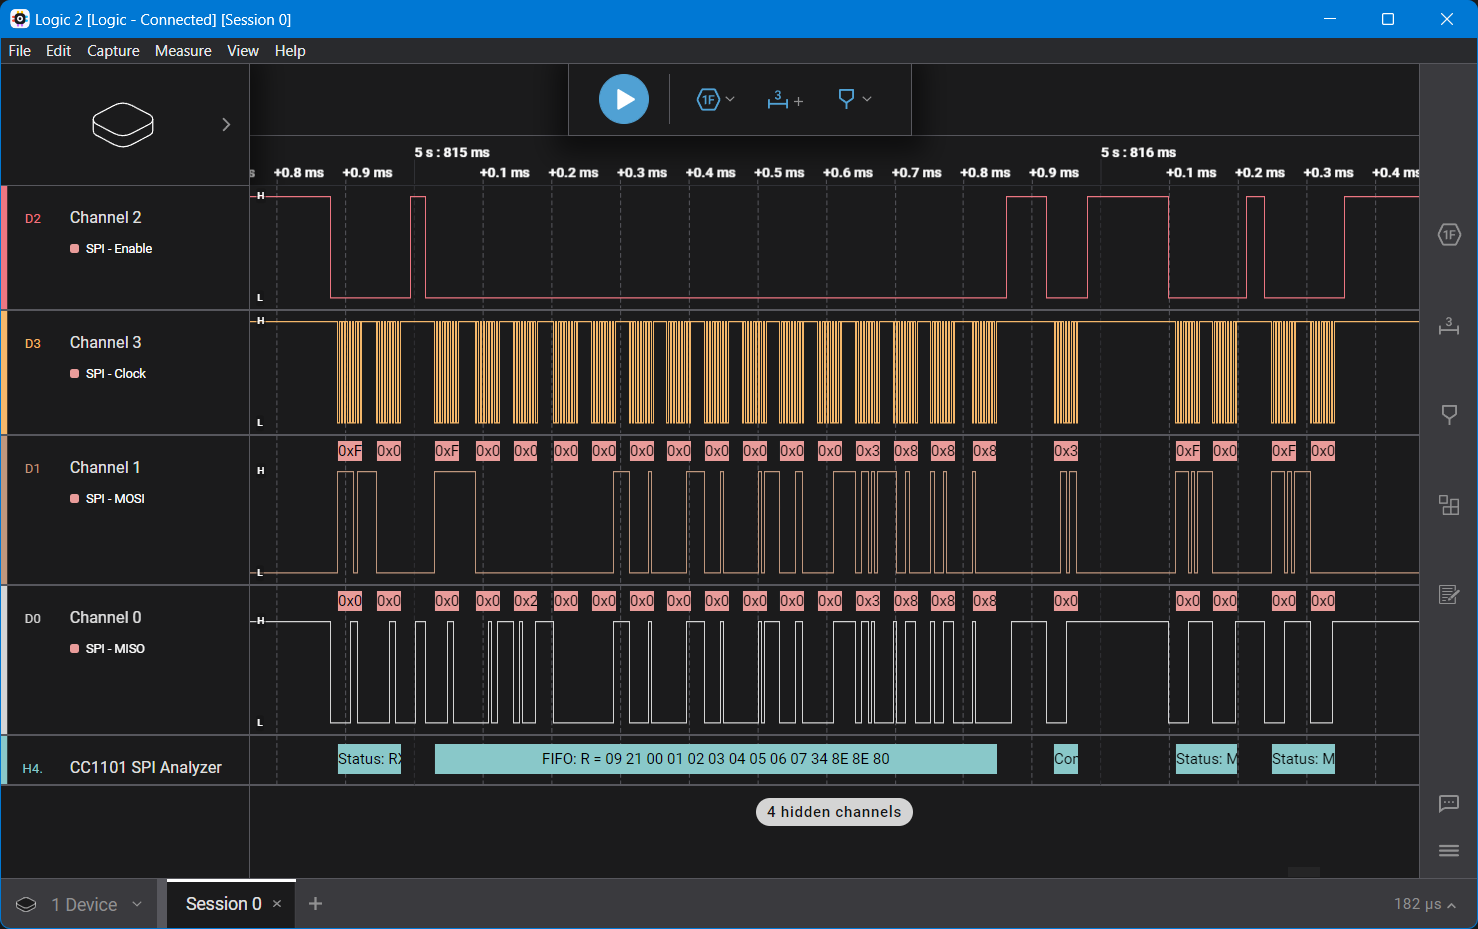 Logic 2 [Logic - Connected] [Session 0]
File Edit Capture Measure View Help
1F 3 +
5 s : 815 ms 5 s : 816 ms
s +0.8 ms +0.9 ms +0.1 ms +0.2 ms +0.3 ms +0.4 ms +0.5 ms +0.6 ms +0.7 ms +0.8 ms +0.9 ms +0.1 ms +0.2 ms +0.3 ms +0.4 ms
D2 Channel 2
SPI - Enable
H
L
D3 Channel 3
SPI - Clock
H
L
D1 Channel 1
SPI - MOSI
0xF 0x0 0xF 0x0 0x0 0x0 0x0 0x0 0x0 0x0 0x0 0x0 0x0 0x3 0x8 0x8 0x8 0x3 0xF 0x0 0xF 0x0
H
L
D0 Channel 0
SPI - MISO
0x0 0x0 0x0 0x0 0x2 0x0 0x0 0x0 0x0 0x0 0x0 0x0 0x0 0x3 0x8 0x8 0x8 0x0 0x0 0x0 0x0 0x0
H
L
H4. CC1101 SPI Analyzer
Status: RX FIFO: R = 09 21 00 01 02 03 04 05 06 07 34 8E 8E 80 Com Status: M Status: M
4 hidden channels
1F
3
1 Device Session 0 × + 182 µs